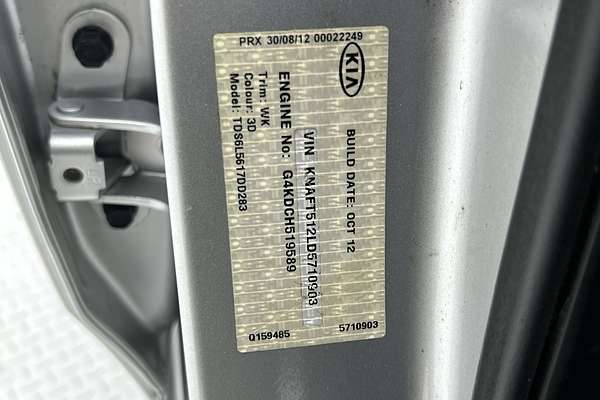 PRX 30/08/12 00022249
KIA
BUILD DATE: OCT 12
VIN KNAFT512LD5710903
ENGINE No: G4KDCH519589
Trim: WK
Colour: 3D
Model: TDS6L5617DD283
Q159485
5710903